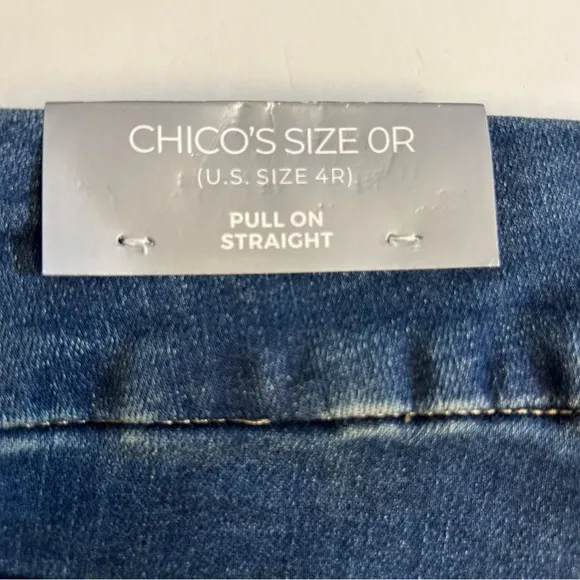 CHICO'S SIZE 0R
(U.S. SIZE 4R)
PULL ON
STRAIGHT